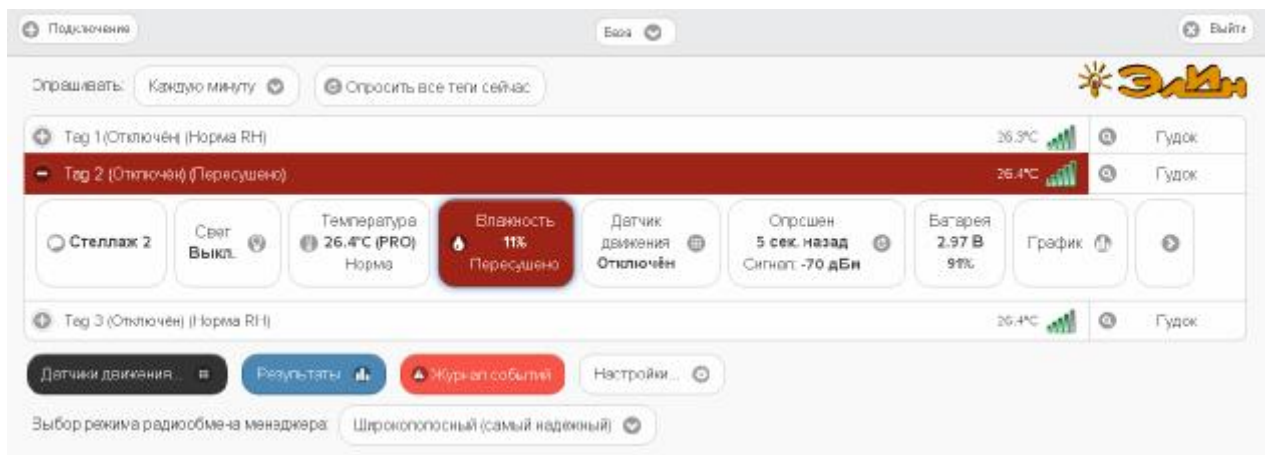 Подключение
База
Выйти
Опрашивать: Каждую минуту Опросить все теги сейчас
ЭлИн
Tag 1 (Отключён) (Норма RH) 26.3°C Гудок
Tag 2 (Отключён) (Пересушено) 26.4°C Гудок
Стеллаж 2
Свет
Выкл.
Температура
26.4°C (PRO)
Норма
Влажность
11%
Пересушено
Датчик
движения
Отключён
Опрошен
5 сек. назад
Сигнал: -70 дБм
Батарея
2.97 В
91%
График
Tag 3 (Отключён) (Норма RH) 26.4°C Гудок
Датчики движения...
Результаты
Журнал событий
Настройки...
Выбор режима радиообмена менеджера: Широкополосный (самый надежный)